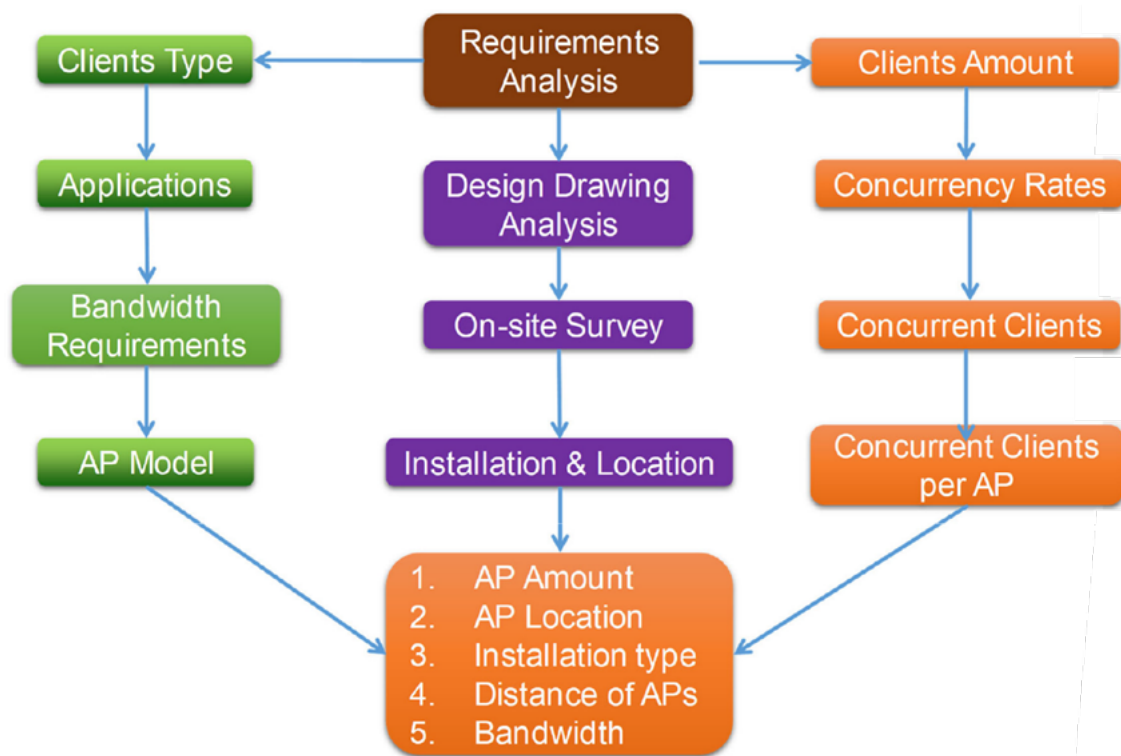 Requirements
Analysis
Clients Type
Clients Amount
Applications
Design Drawing
Analysis
Concurrency Rates
Bandwidth
Requirements
On-site Survey
Concurrent Clients
AP Model
Installation & Location
Concurrent Clients
per AP
1. AP Amount
2. AP Location
3. Installation type
4. Distance of APs
5. Bandwidth